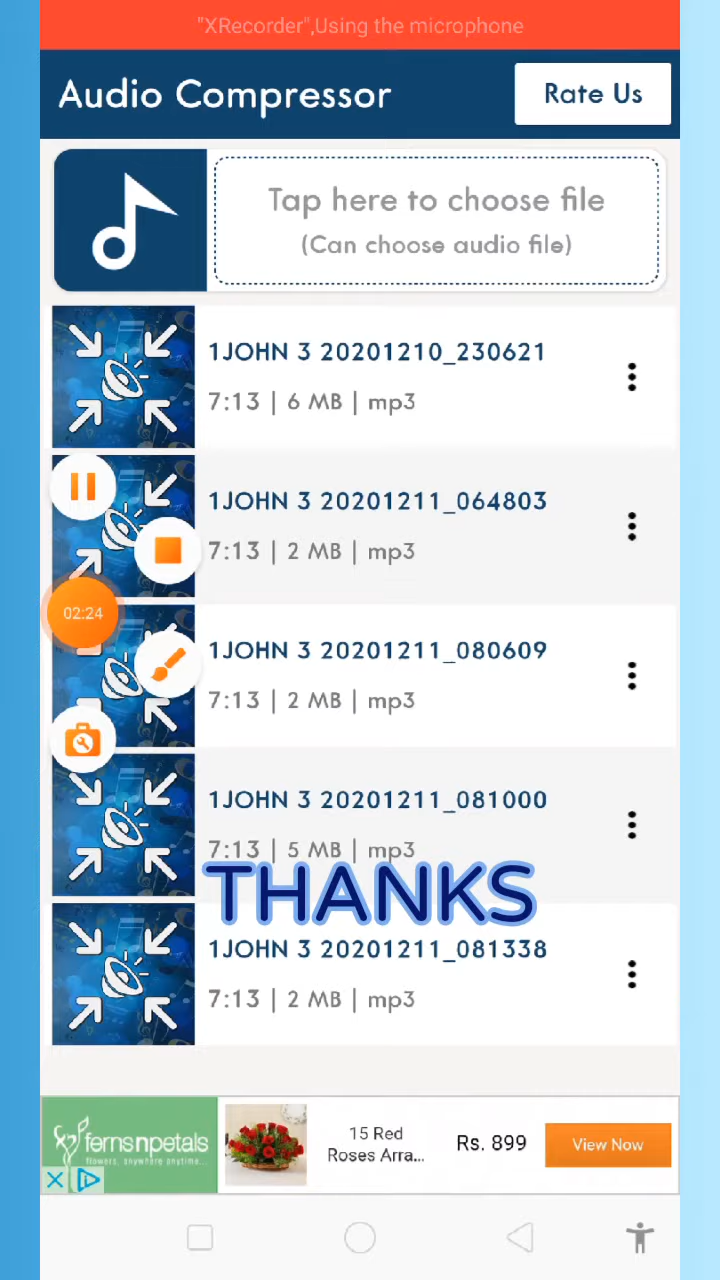 "XRecorder",Using the microphone
Audio Compressor
Rate Us
Tap here to choose file
(Can choose audio file)
1JOHN 3 20201210_230621
7:13 | 6 MB | mp3
1JOHN 3 20201211_064803
7:13 | 2 MB | mp3
02:24
1JOHN 3 20201211_080609
7:13 | 2 MB | mp3
1JOHN 3 20201211_081000
7:13 | 5 MB | mp3
THANKS
1JOHN 3 20201211_081338
7:13 | 2 MB | mp3
fernsnpetals
flowers, anywhere anytime...
15 Red
Roses Arra...
Rs. 899
View Now